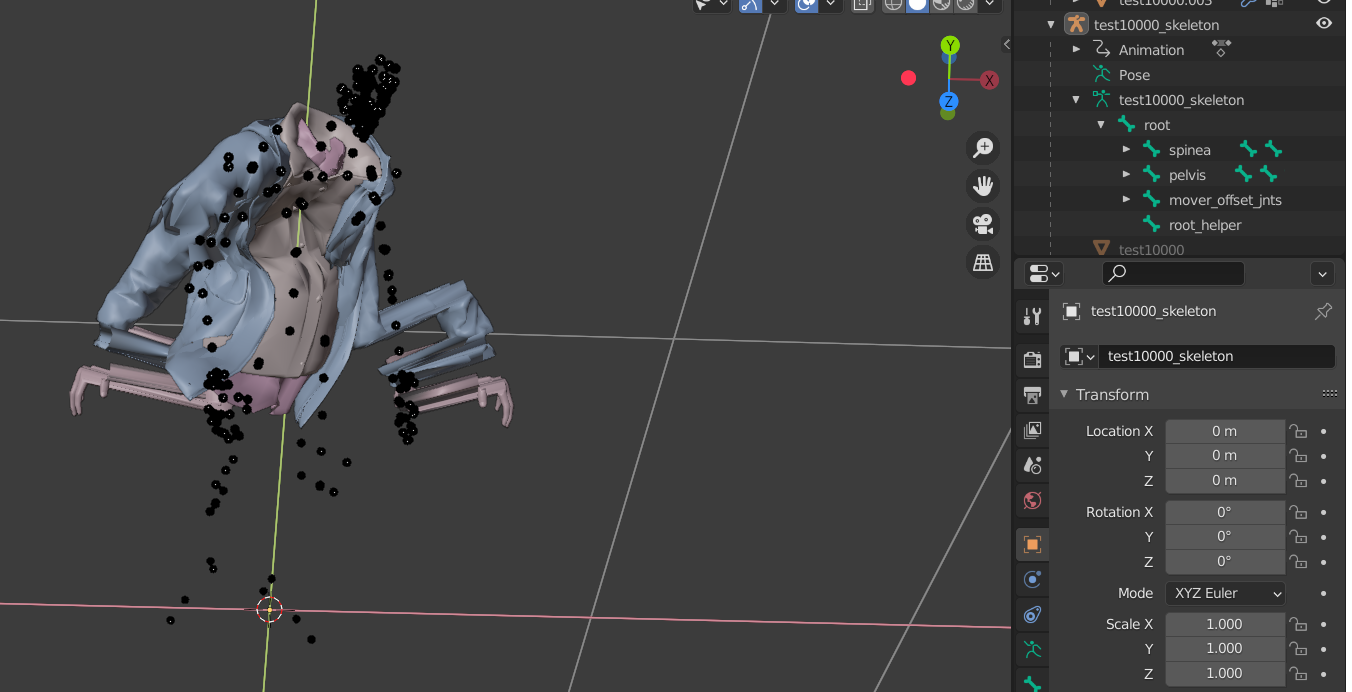 test10000.003
test10000_skeleton
Animation
Pose
test10000_skeleton
root
spinea
pelvis
mover_offset_jnts
root_helper
test10000
Y
X
Z
test10000_skeleton
test10000_skeleton
Transform
Location X 0 m
Y 0 m
Z 0 m
Rotation X 0°
Y 0°
Z 0°
Mode XYZ Euler
Scale X 1.000
Y 1.000
Z 1.000